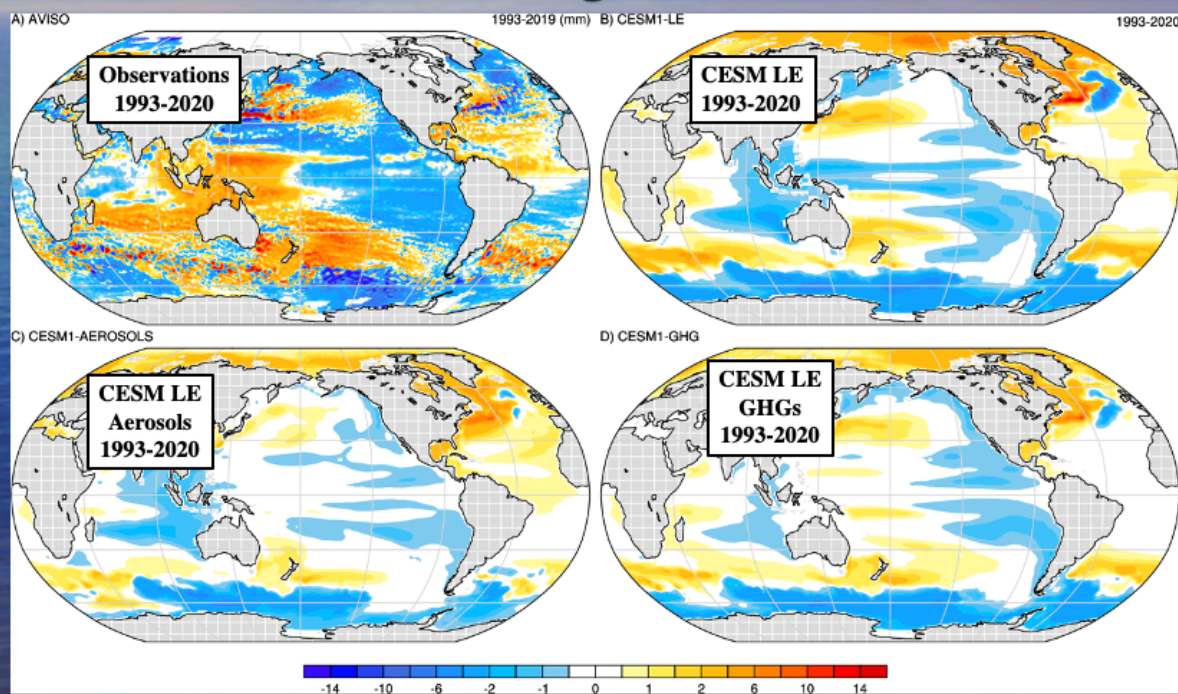 A) AVISO
1993-2019 (mm)
B) CESM1-LE
1993-2020
Observations
1993-2020
CESM LE
1993-2020
C) CESM1-AEROSOLS
D) CESM1-GHG
CESM LE
Aerosols
1993-2020
CESM LE
GHGs
1993-2020
-14 -10 -6 -2 -1 0 1 2 6 10 14